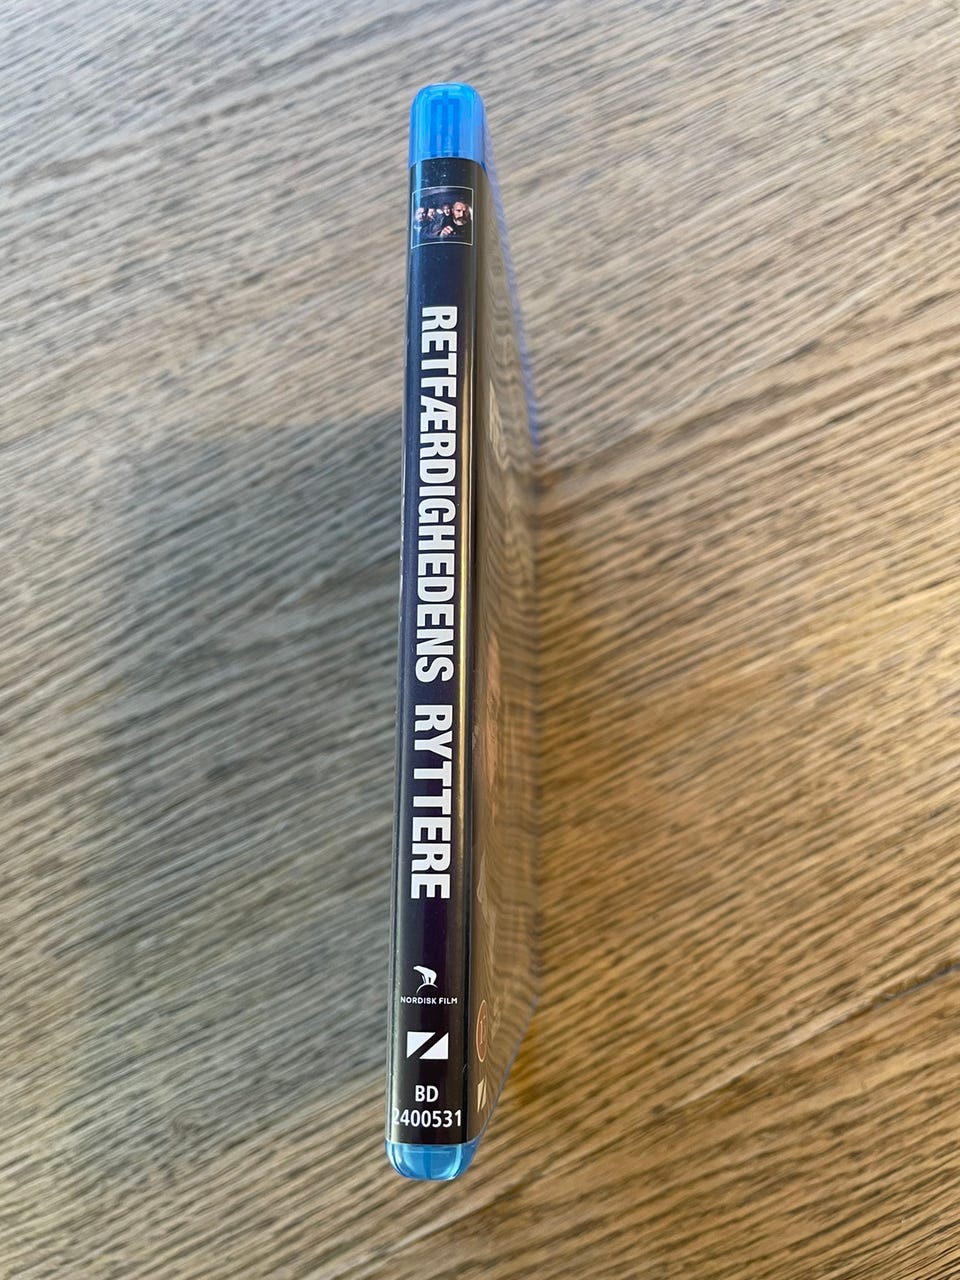 RETFÆRDIGHEDENS RYTTERE
NORDISK FILM
BD
2400531